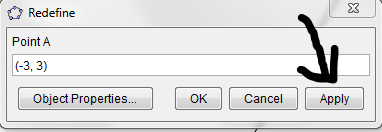 Redefine
Point A
(-3, 3)
Object Properties... OK Cancel Apply